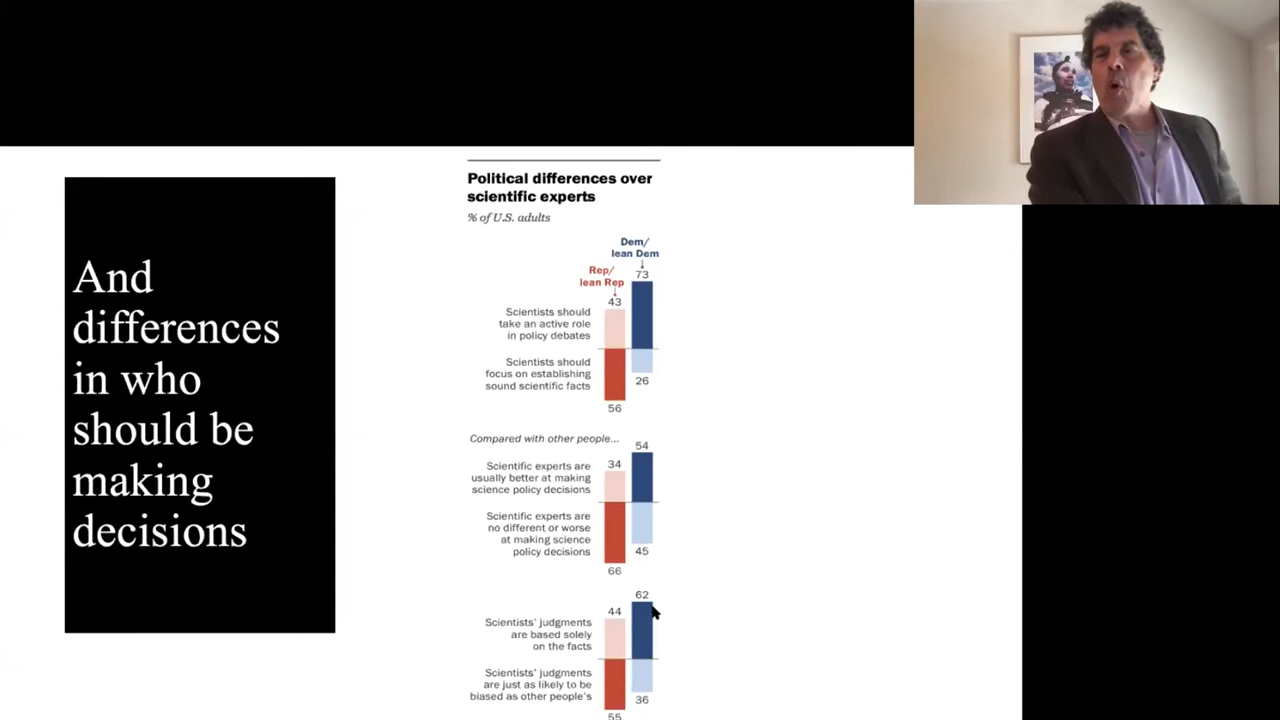 And
differences
in who
should be
making
decisions
Political differences over
scientific experts
% of U.S. adults
Dem/
lean Dem
Rep/
lean Rep
73
43
Scientists should
take an active role
in policy debates
Scientists should
focus on establishing
sound scientific facts
26
56
Compared with other people...
54
34
Scientific experts are
usually better at making
science policy decisions
Scientific experts are
no different or worse
at making science
policy decisions
45
66
62
44
Scientists' judgments
are based solely
on the facts
Scientists' judgments
are just as likely to be
biased as other people's
36
55